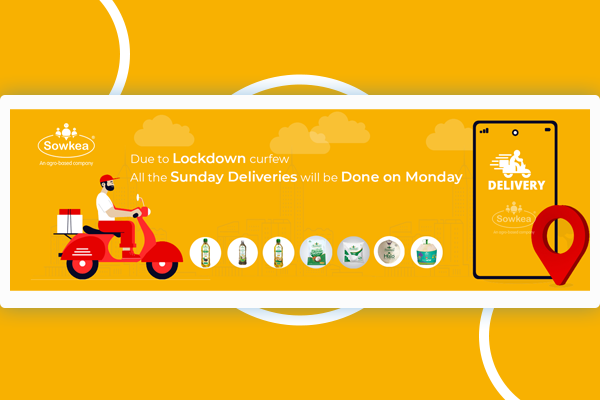 Sowkea
An agro-based company
Due to Lockdown curfew
All the Sunday Deliveries will be Done on Monday
DELIVERY
Sowkea